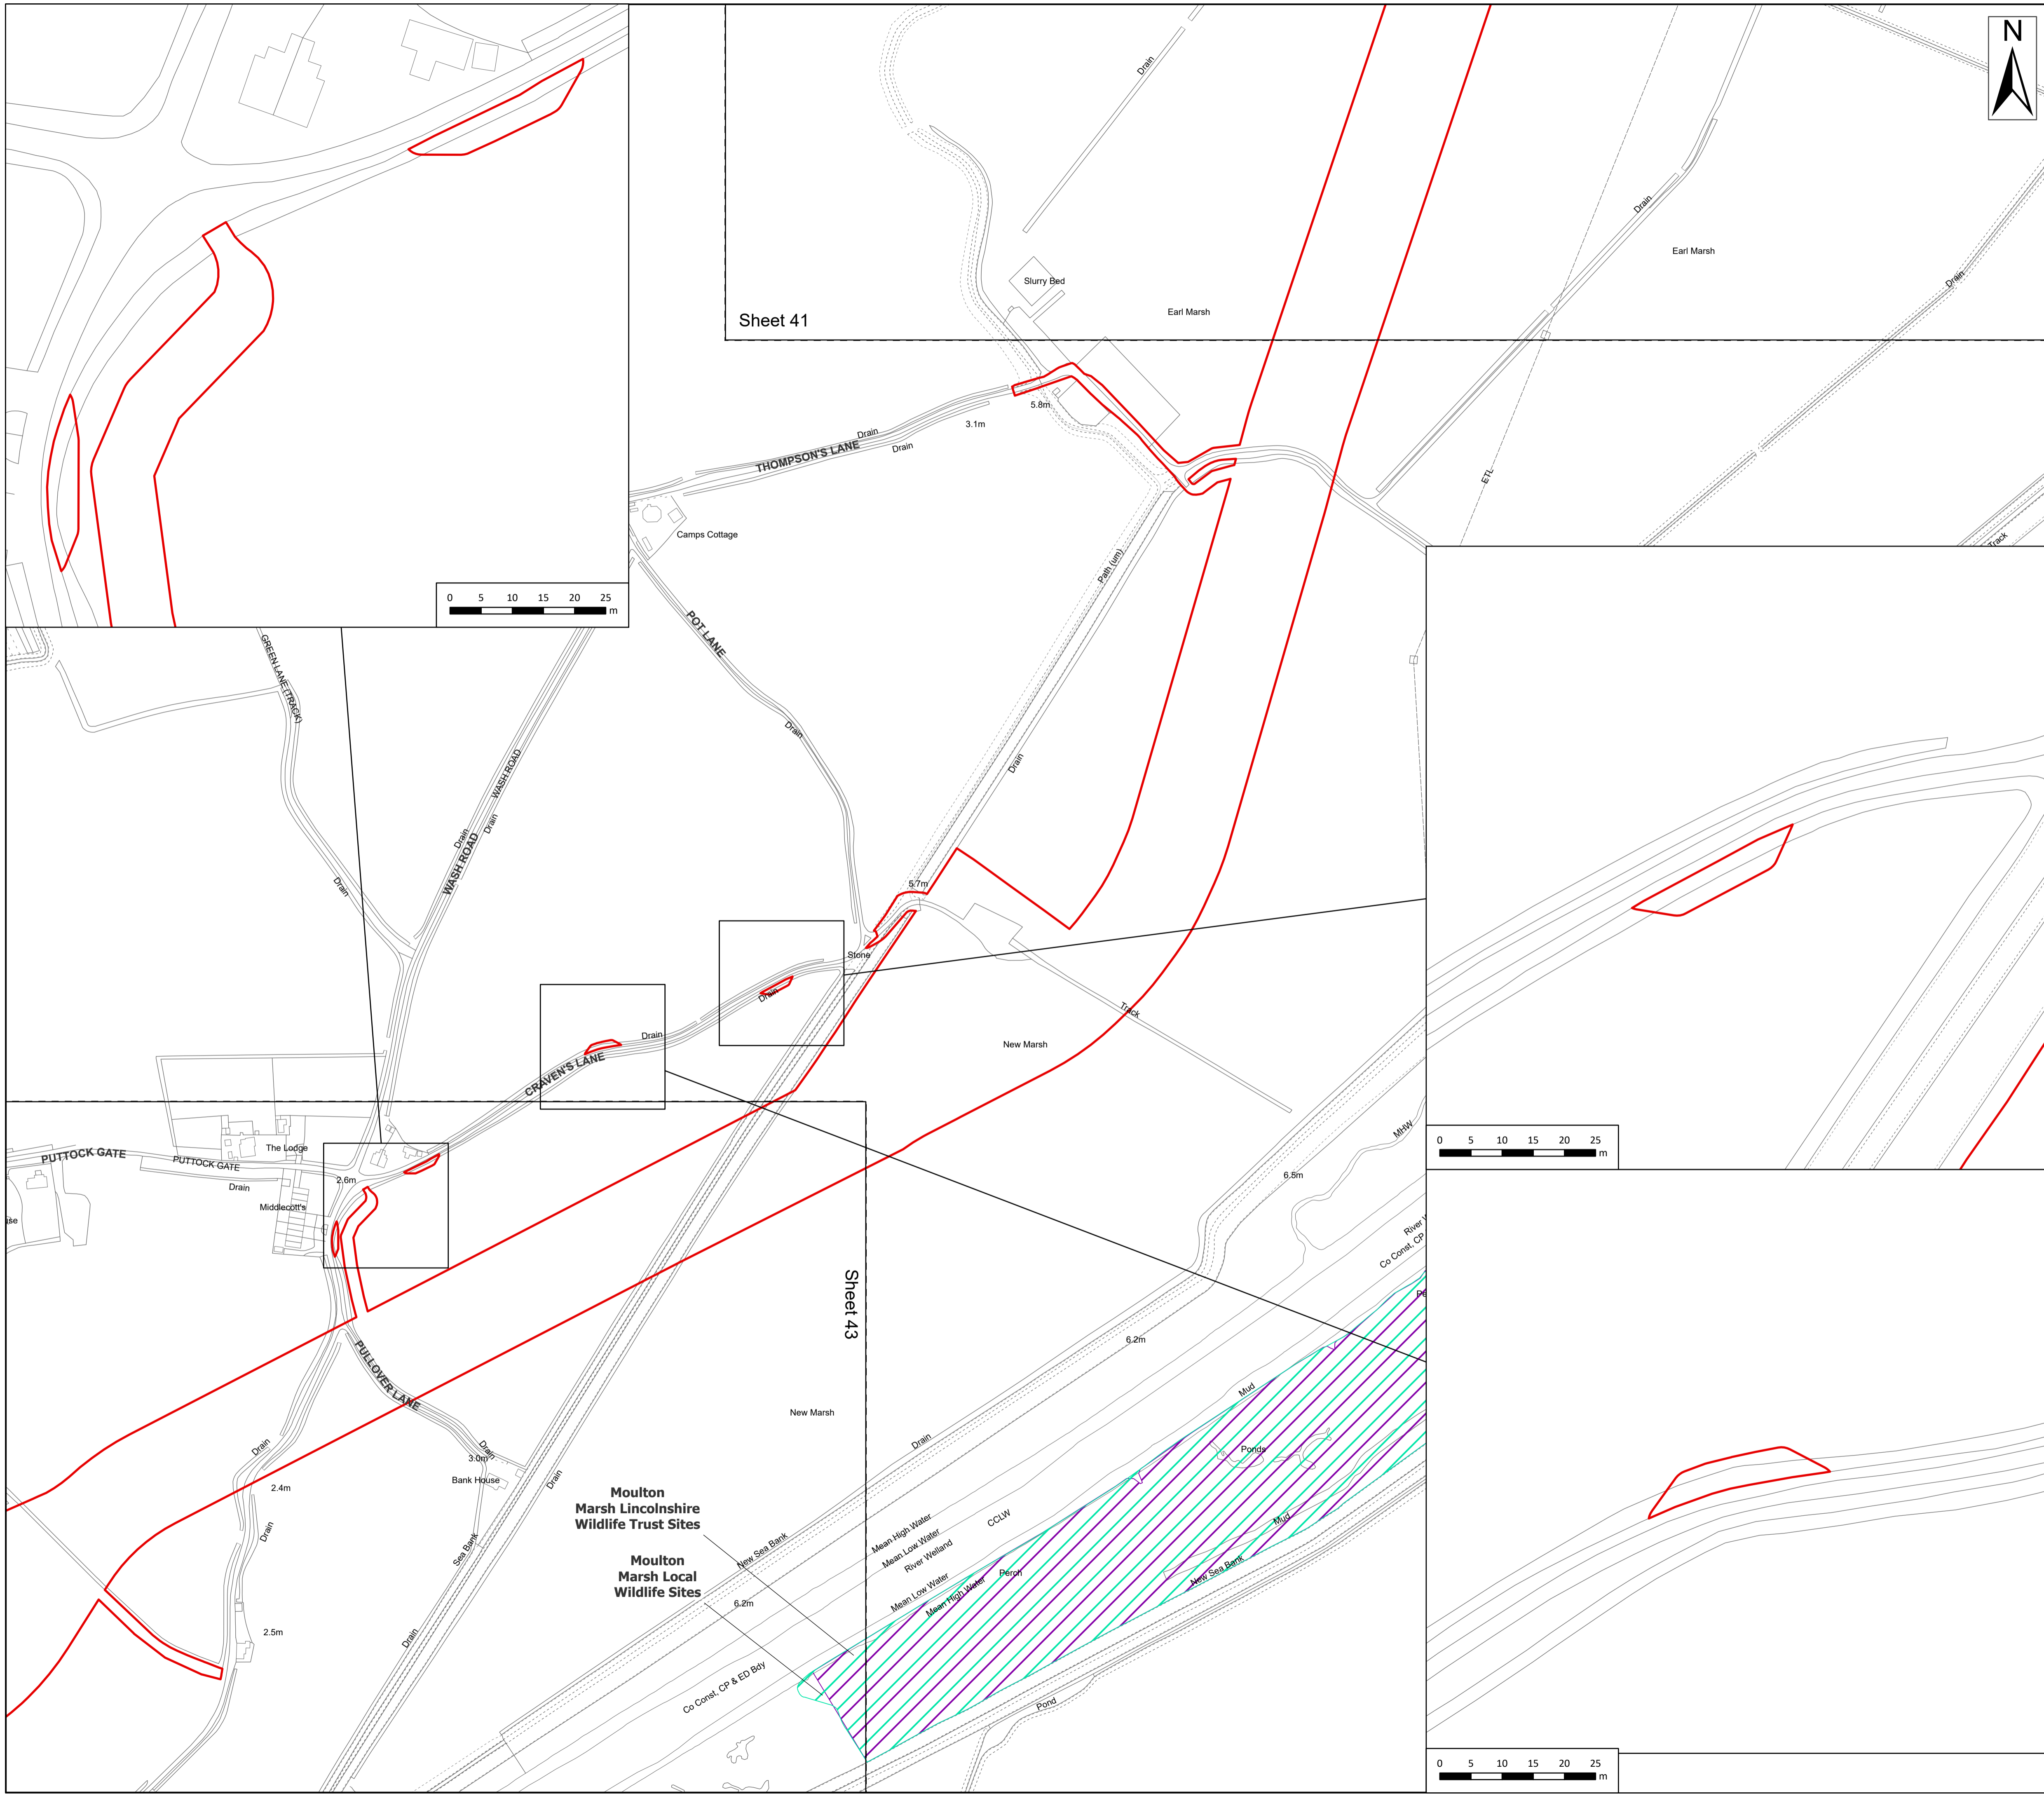 N
Drain
Drain
Earl Marsh
Drain
Slurry Bed
Earl Marsh
Sheet 41
5.8m
3.1m
Drain
THOMPSON'S LANE
Drain
ETL
Camps Cottage
Track
Path (um)
0 5 10 15 20 25
m
POT LANE
GREEN LANE (TRACK)
Drain
WASH ROAD
Drain
Drain
Drain
WASH ROAD
Drain
5.7m
Stone
Drain
Track
Drain
New Marsh
CRAVEN'S LANE
MHW
0 5 10 15 20 25
m
The Lodge
PUTTOCK GATE
PUTTOCK GATE
2.6m
6.5m
Drain
Middlecott's
River
Co Const, CP
Sheet 43
6.2m
PULLOVER LANE
Mud
New Marsh
Drain
Drain
Drain
Ponds
3.0m
Bank House
Drain
2.4m
Moulton
Marsh Lincolnshire
Wildlife Trust Sites
CCLW
Mean High Water
Mud
Drain
Sea Bank
New Sea Bank
Mean Low Water
River Welland
Moulton
Marsh Local
Wildlife Sites
Perch
New Sea Bank
Mean Low Water
Mean High Water
6.2m
2.5m
Drain
Co Const, CP & ED Bdy
Pond
0 5 10 15 20 25
m